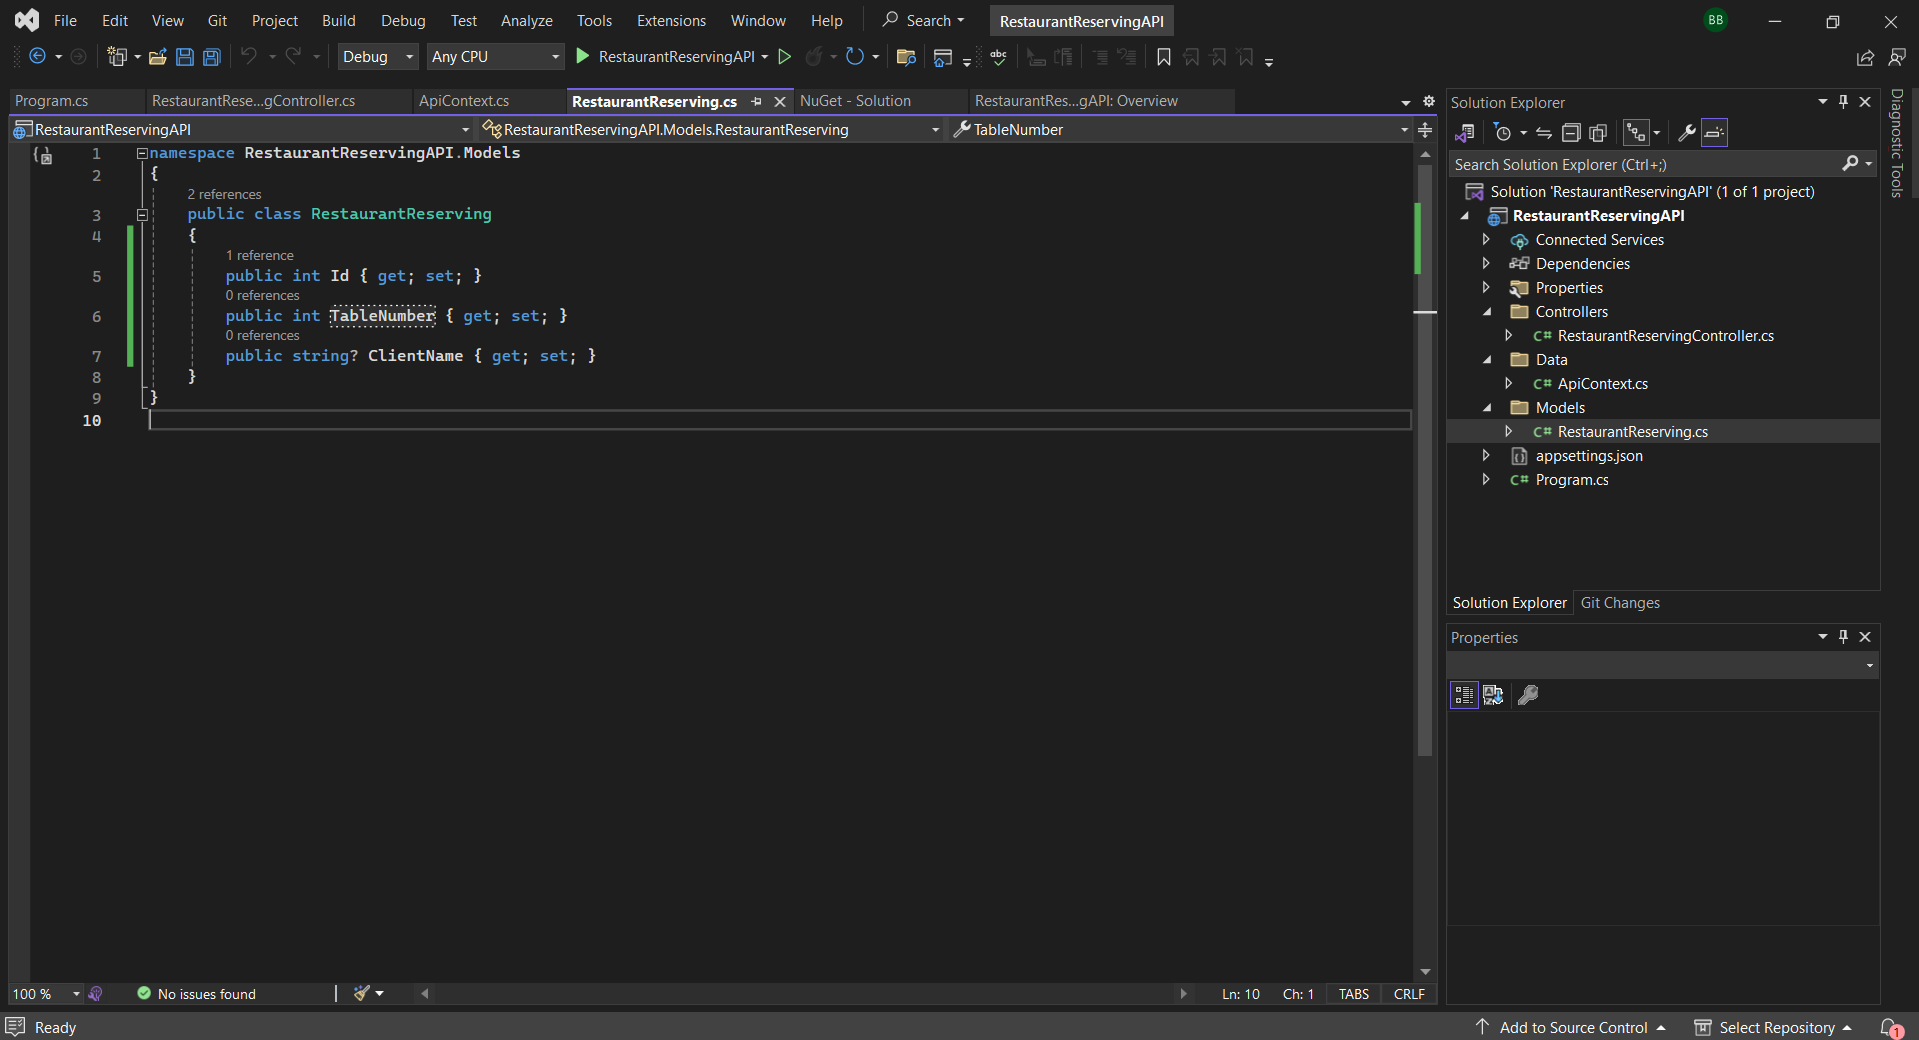 File Edit View Git Project Build Debug Test Analyze Tools Extensions Window Help Search RestaurantReservingAPI BB
Debug Any CPU RestaurantReservingAPI
Program.cs RestaurantRese...gController.cs ApiContext.cs RestaurantReserving.cs NuGet - Solution RestaurantRes...gAPI: Overview
RestaurantReservingAPI RestaurantReservingAPI.Models.RestaurantReserving TableNumber
1 namespace RestaurantReservingAPI.Models
2 {
2 references
3 public class RestaurantReserving
4 {
1 reference
5 public int Id { get; set; }
0 references
6 public int TableNumber { get; set; }
0 references
7 public string? ClientName { get; set; }
8 }
9 }
10
100 % No issues found Ln: 10 Ch: 1 TABS CRLF
Solution Explorer
Search Solution Explorer (Ctrl+;)
Solution 'RestaurantReservingAPI' (1 of 1 project)
RestaurantReservingAPI
Connected Services
Dependencies
Properties
Controllers
C# RestaurantReservingController.cs
Data
C# ApiContext.cs
Models
C# RestaurantReserving.cs
appsettings.json
C# Program.cs
Solution Explorer Git Changes
Properties
Diagnostic Tools
Ready Add to Source Control Select Repository 1